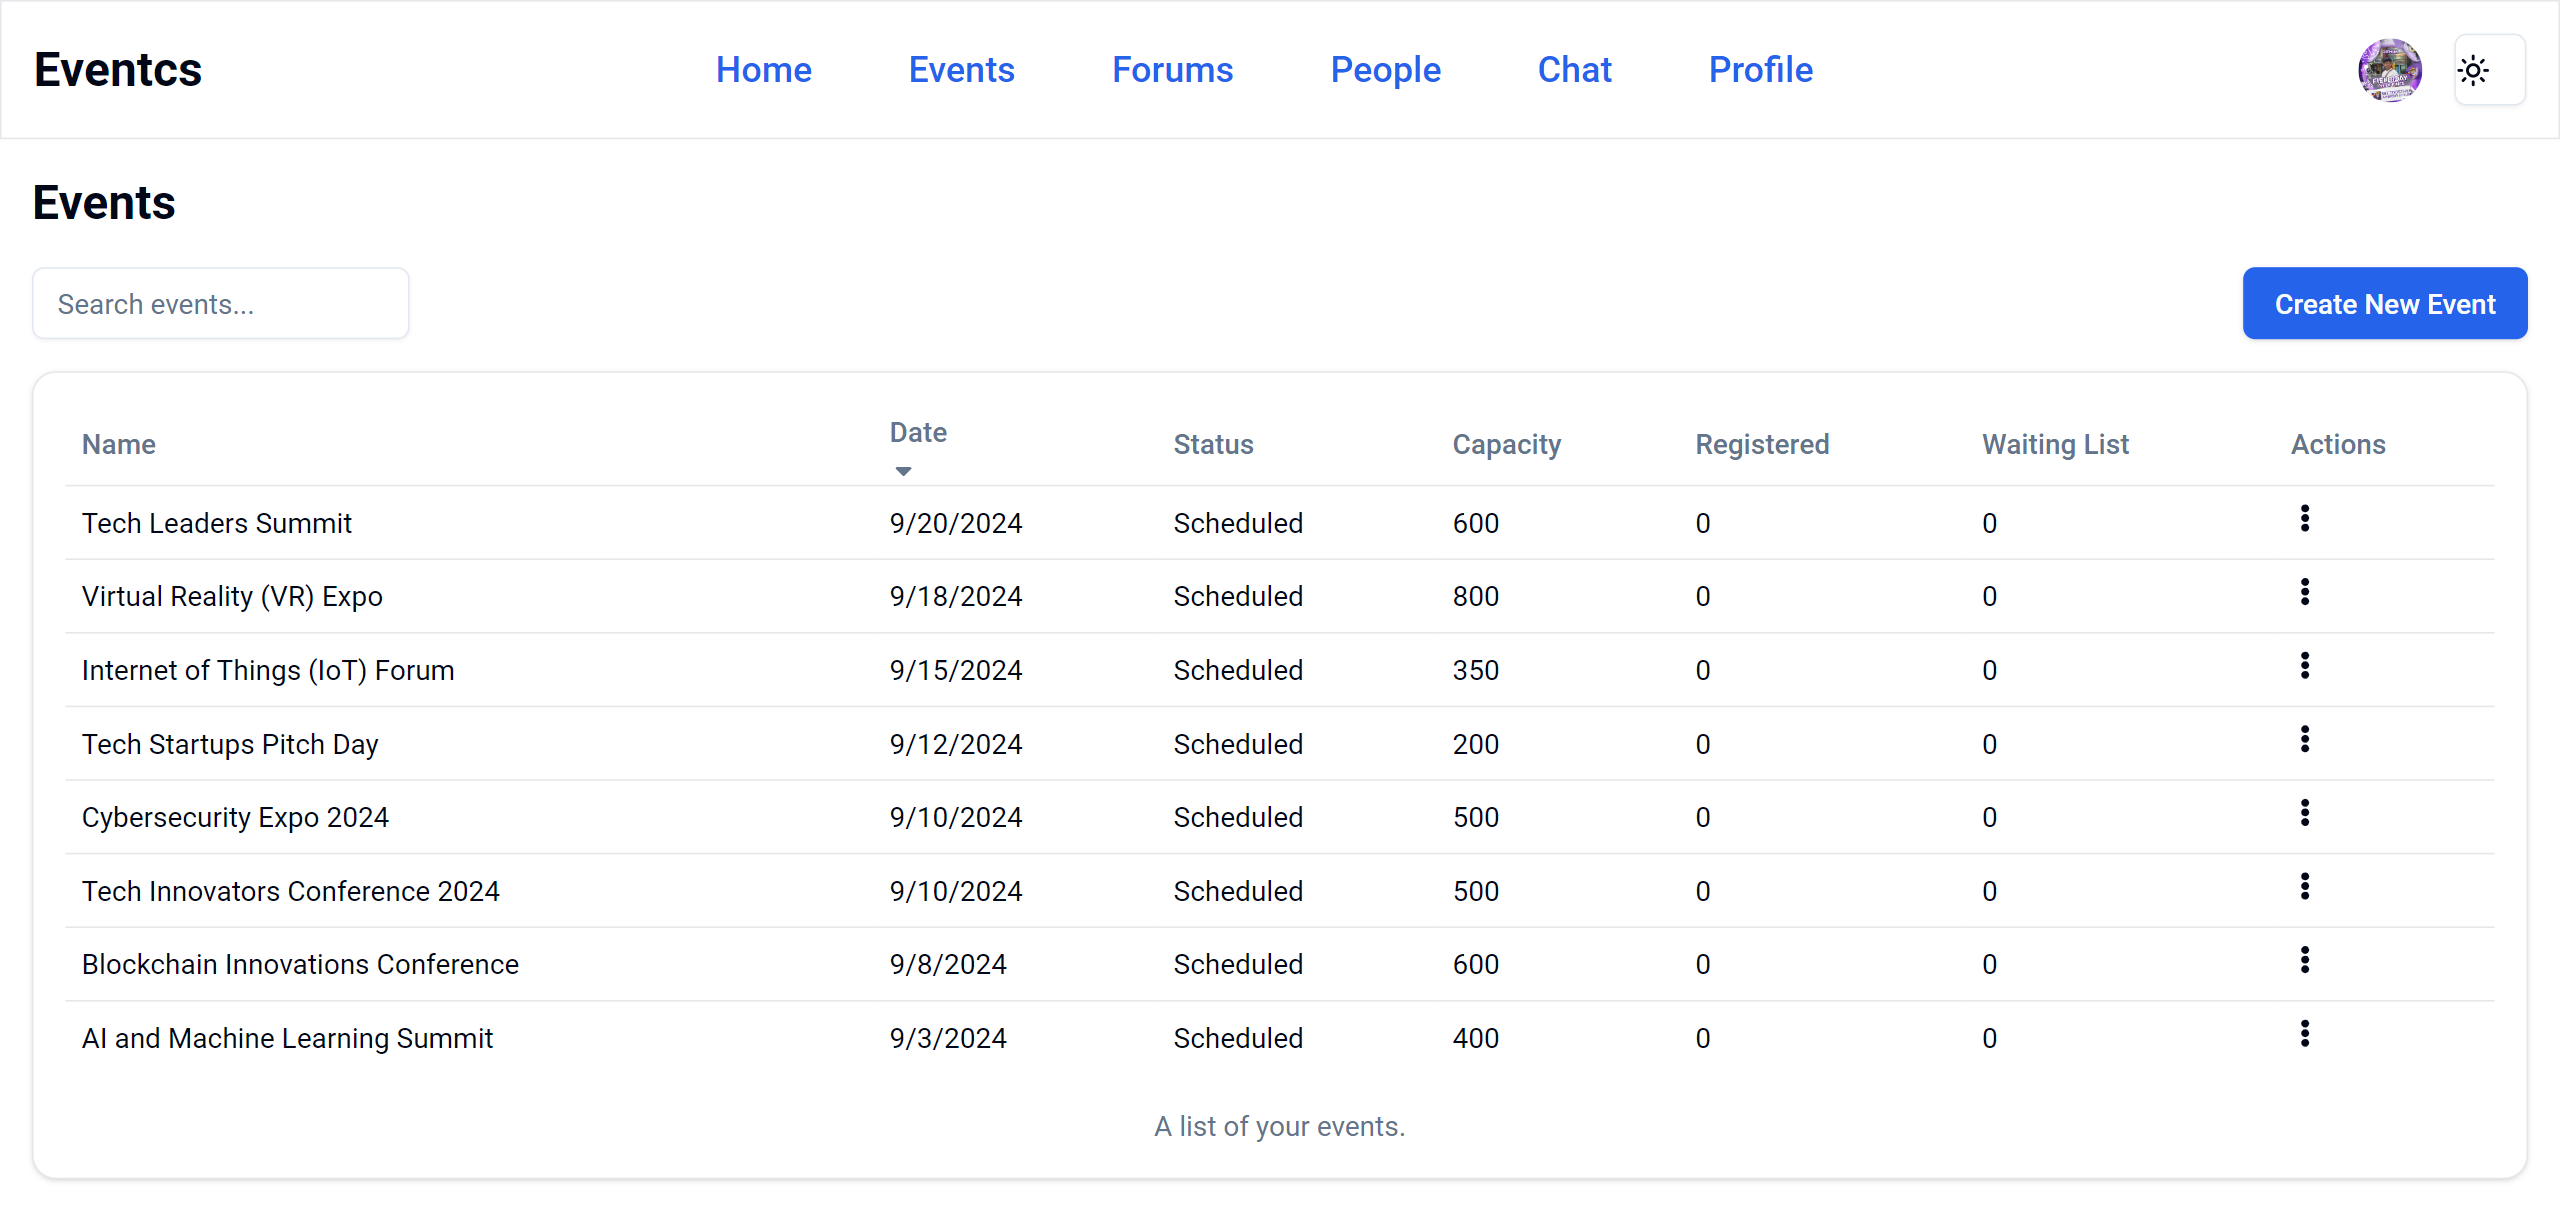 Eventcs
Home Events Forums People Chat Profile
Events
Search events...
Create New Event
Name Date Status Capacity Registered Waiting List Actions
Tech Leaders Summit 9/20/2024 Scheduled 600 0 0
Virtual Reality (VR) Expo 9/18/2024 Scheduled 800 0 0
Internet of Things (IoT) Forum 9/15/2024 Scheduled 350 0 0
Tech Startups Pitch Day 9/12/2024 Scheduled 200 0 0
Cybersecurity Expo 2024 9/10/2024 Scheduled 500 0 0
Tech Innovators Conference 2024 9/10/2024 Scheduled 500 0 0
Blockchain Innovations Conference 9/8/2024 Scheduled 600 0 0
AI and Machine Learning Summit 9/3/2024 Scheduled 400 0 0
A list of your events.